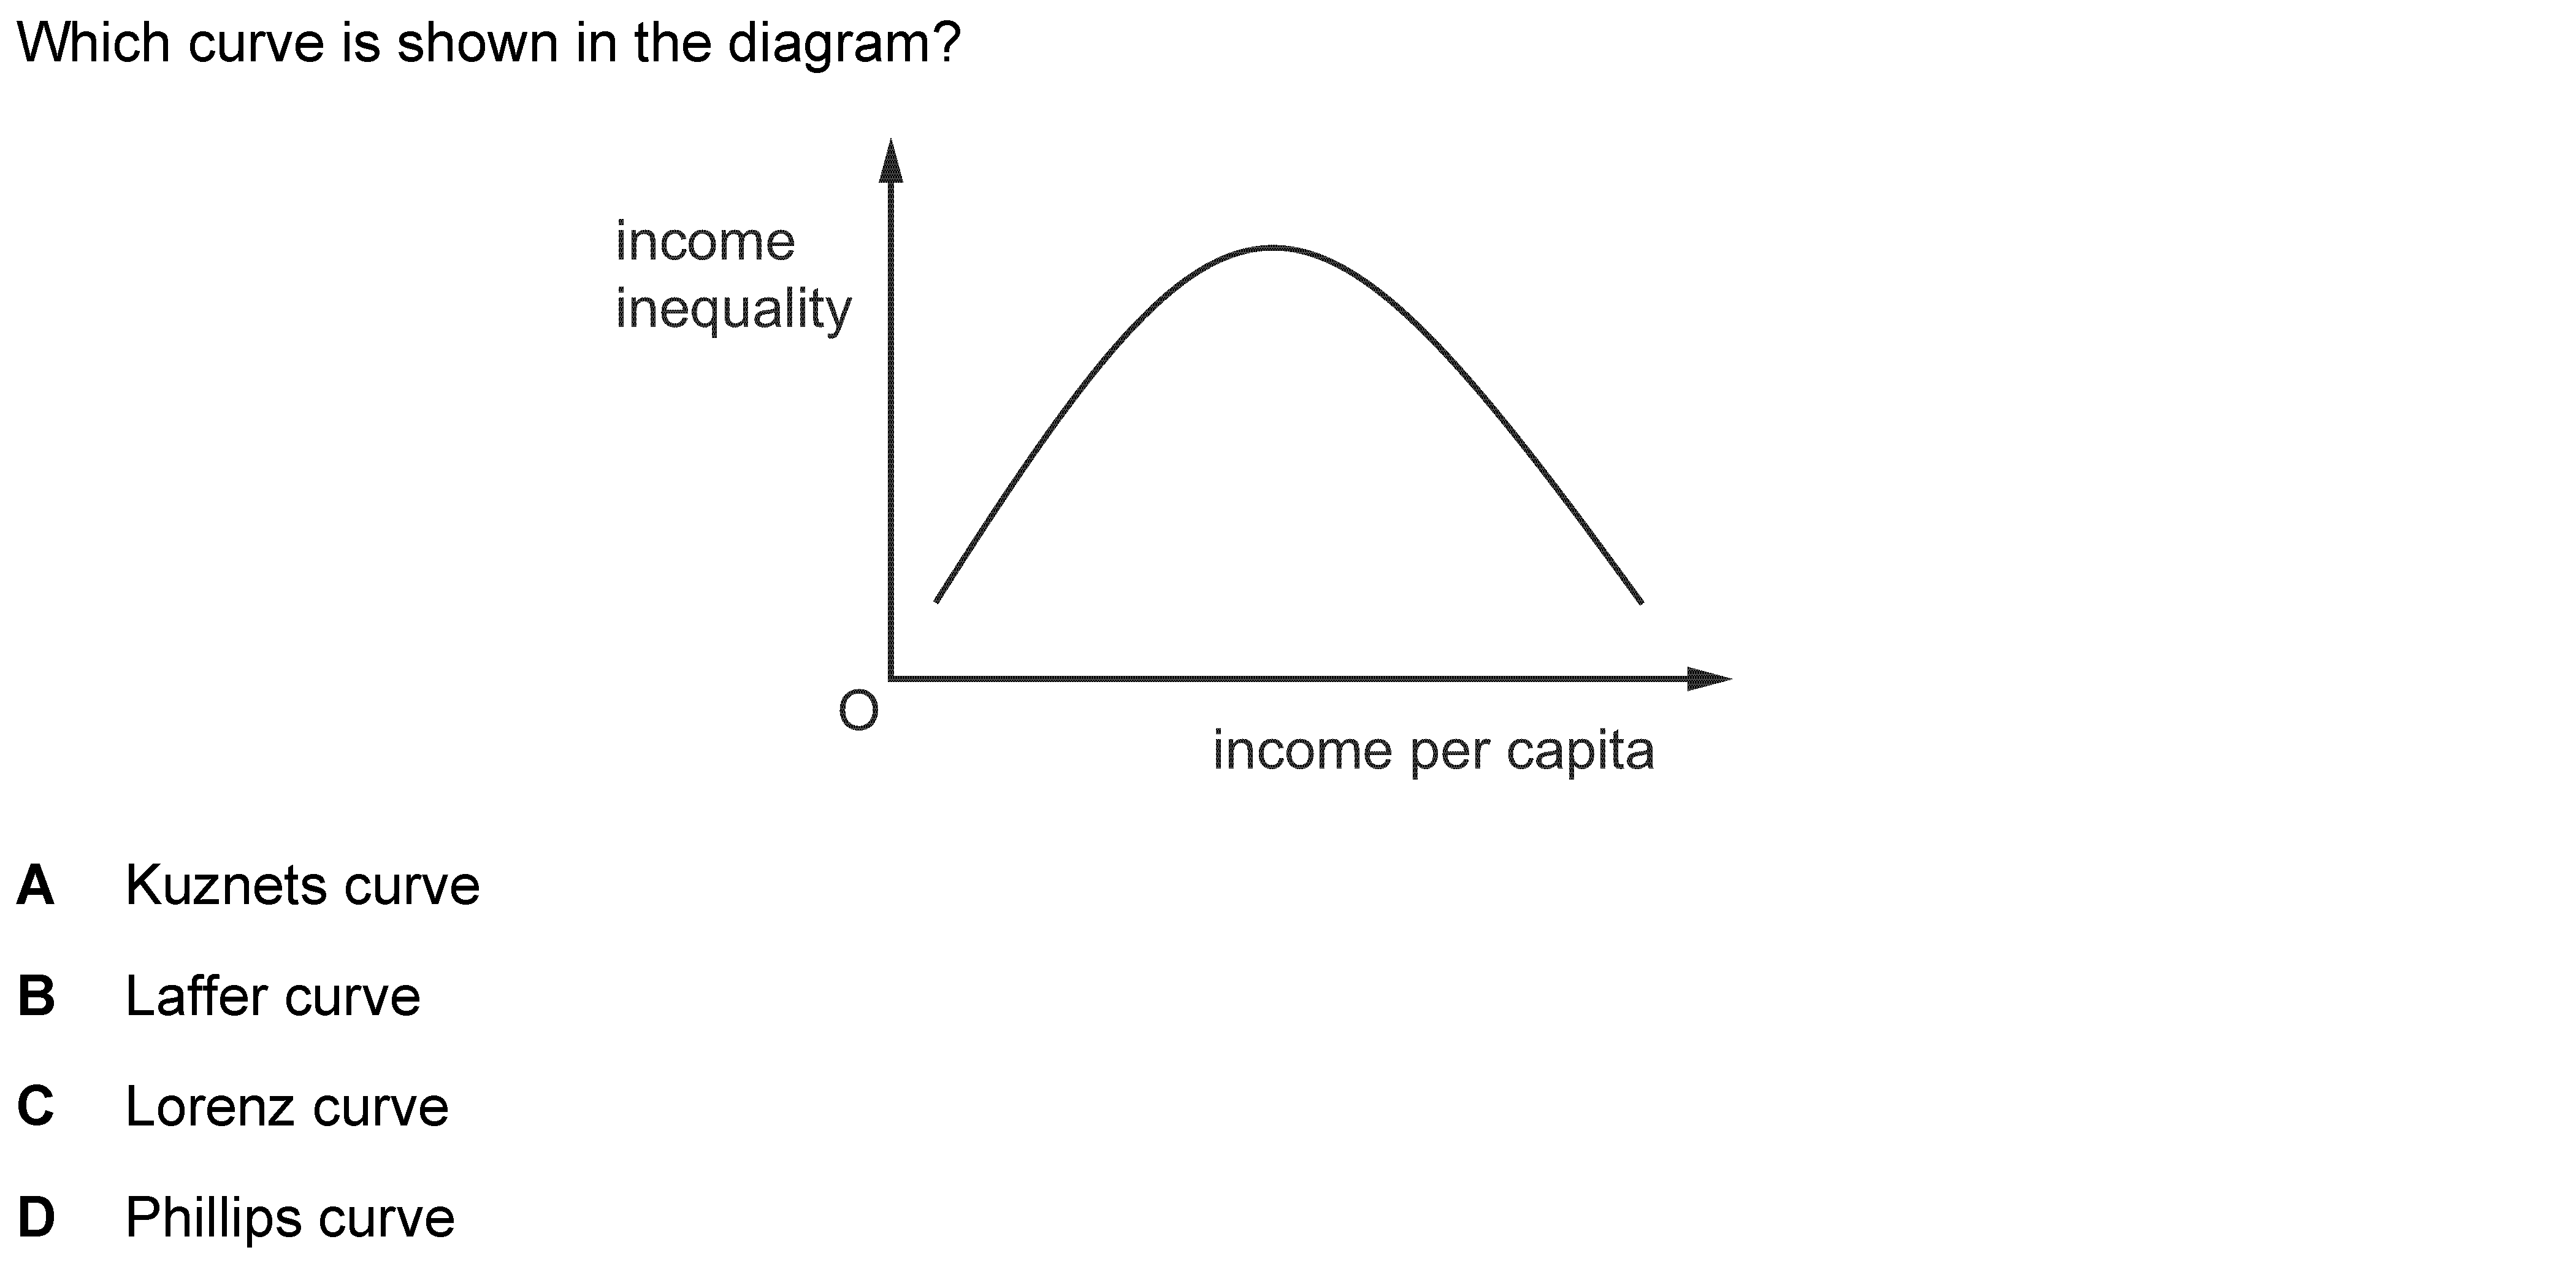 Which curve is shown in the diagram?
income
inequality
O
income per capita
A Kuznets curve
B Laffer curve
C Lorenz curve
D Phillips curve